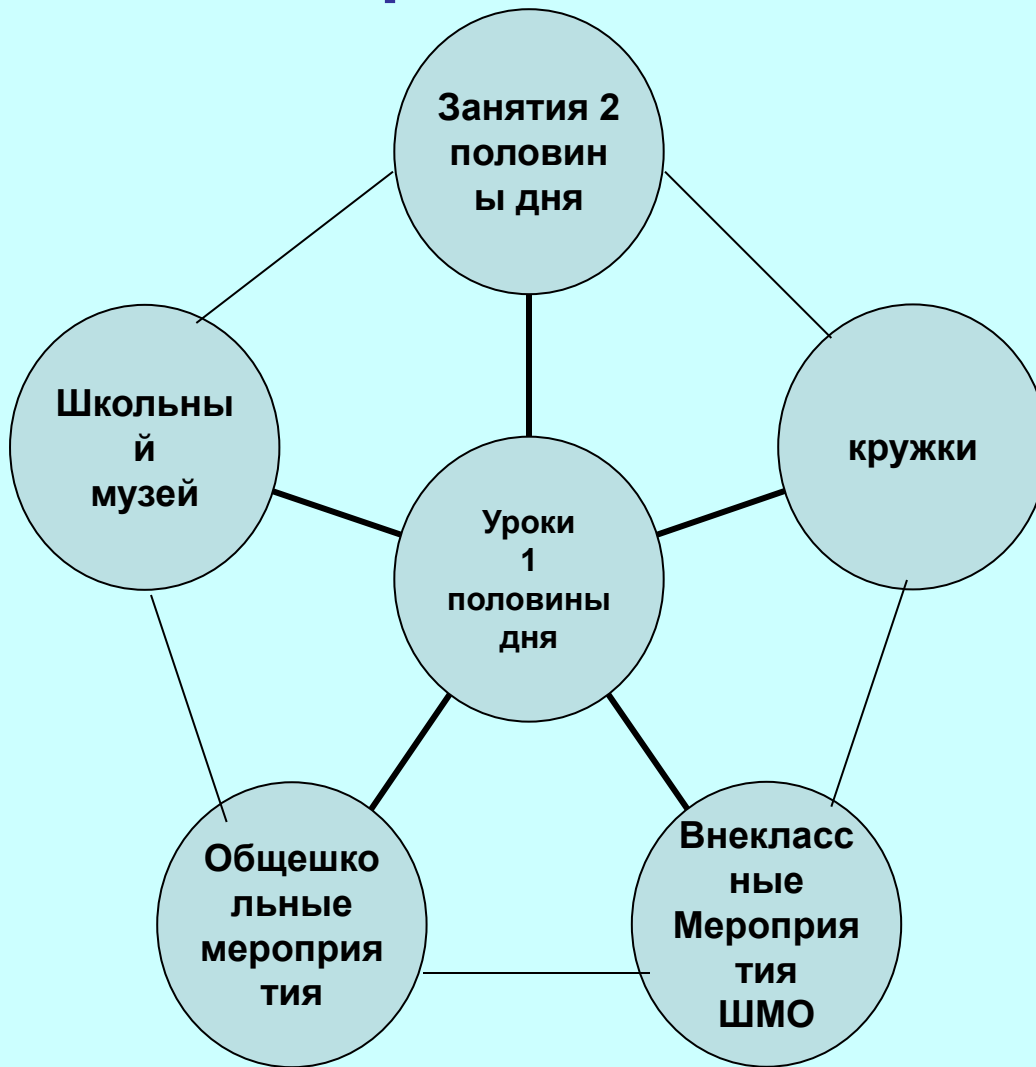 Занятия 2
половин
ы дня
Школьны
й
музей
кружки
Уроки
1
половины
дня
Общешко
льные
мероприя
тия
Внекласс
ные
Мероприя
тия
ШМО